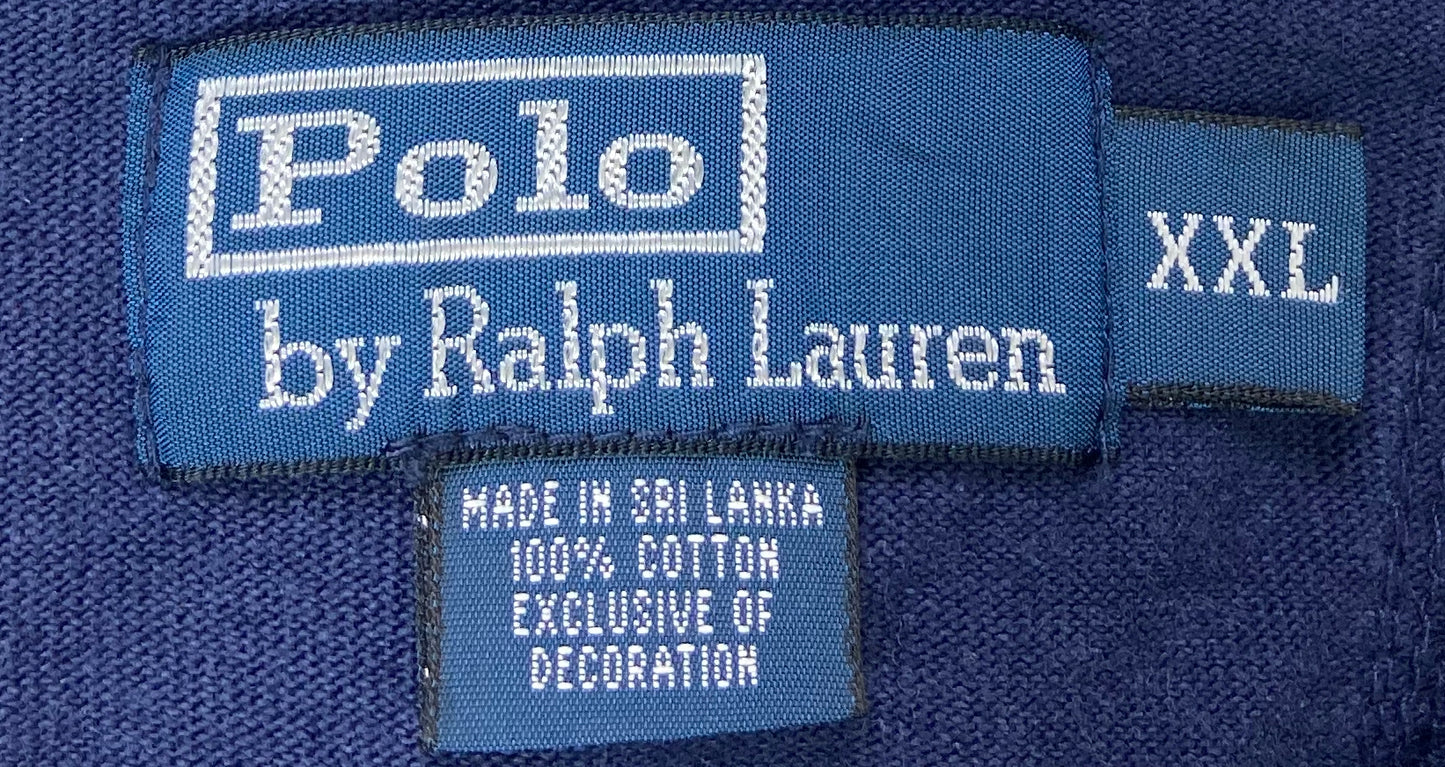 Polo
by Ralph Lauren
XXL
MADE IN SRI LANKA
100% COTTON
EXCLUSIVE OF
DECORATION